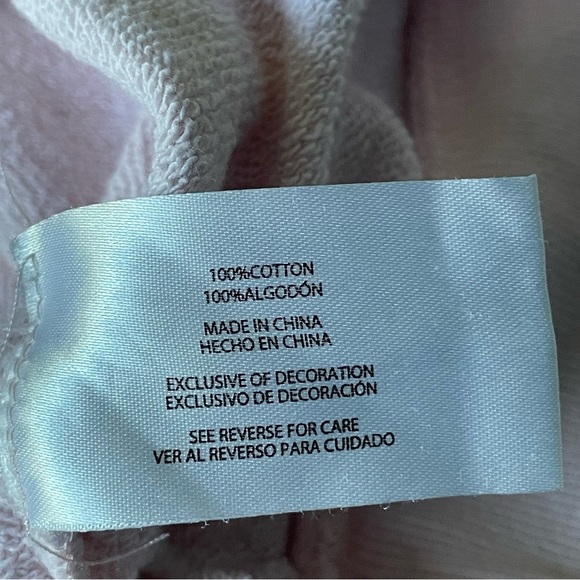 100%COTTON
100%ALGODÓN
MADE IN CHINA
HECHO EN CHINA
EXCLUSIVE OF DECORATION
EXCLUSIVO DE DECORACIÓN
SEE REVERSE FOR CARE
VER AL REVERSO PARA CUIDADO